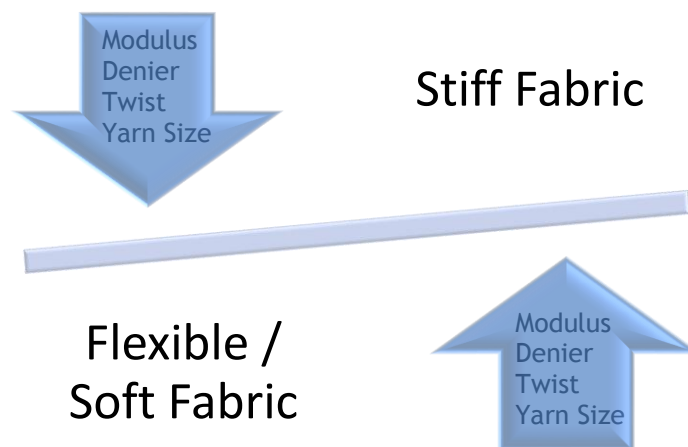 Modulus
Denier
Twist
Yarn Size
Stiff Fabric
Flexible /
Soft Fabric
Modulus
Denier
Twist
Yarn Size